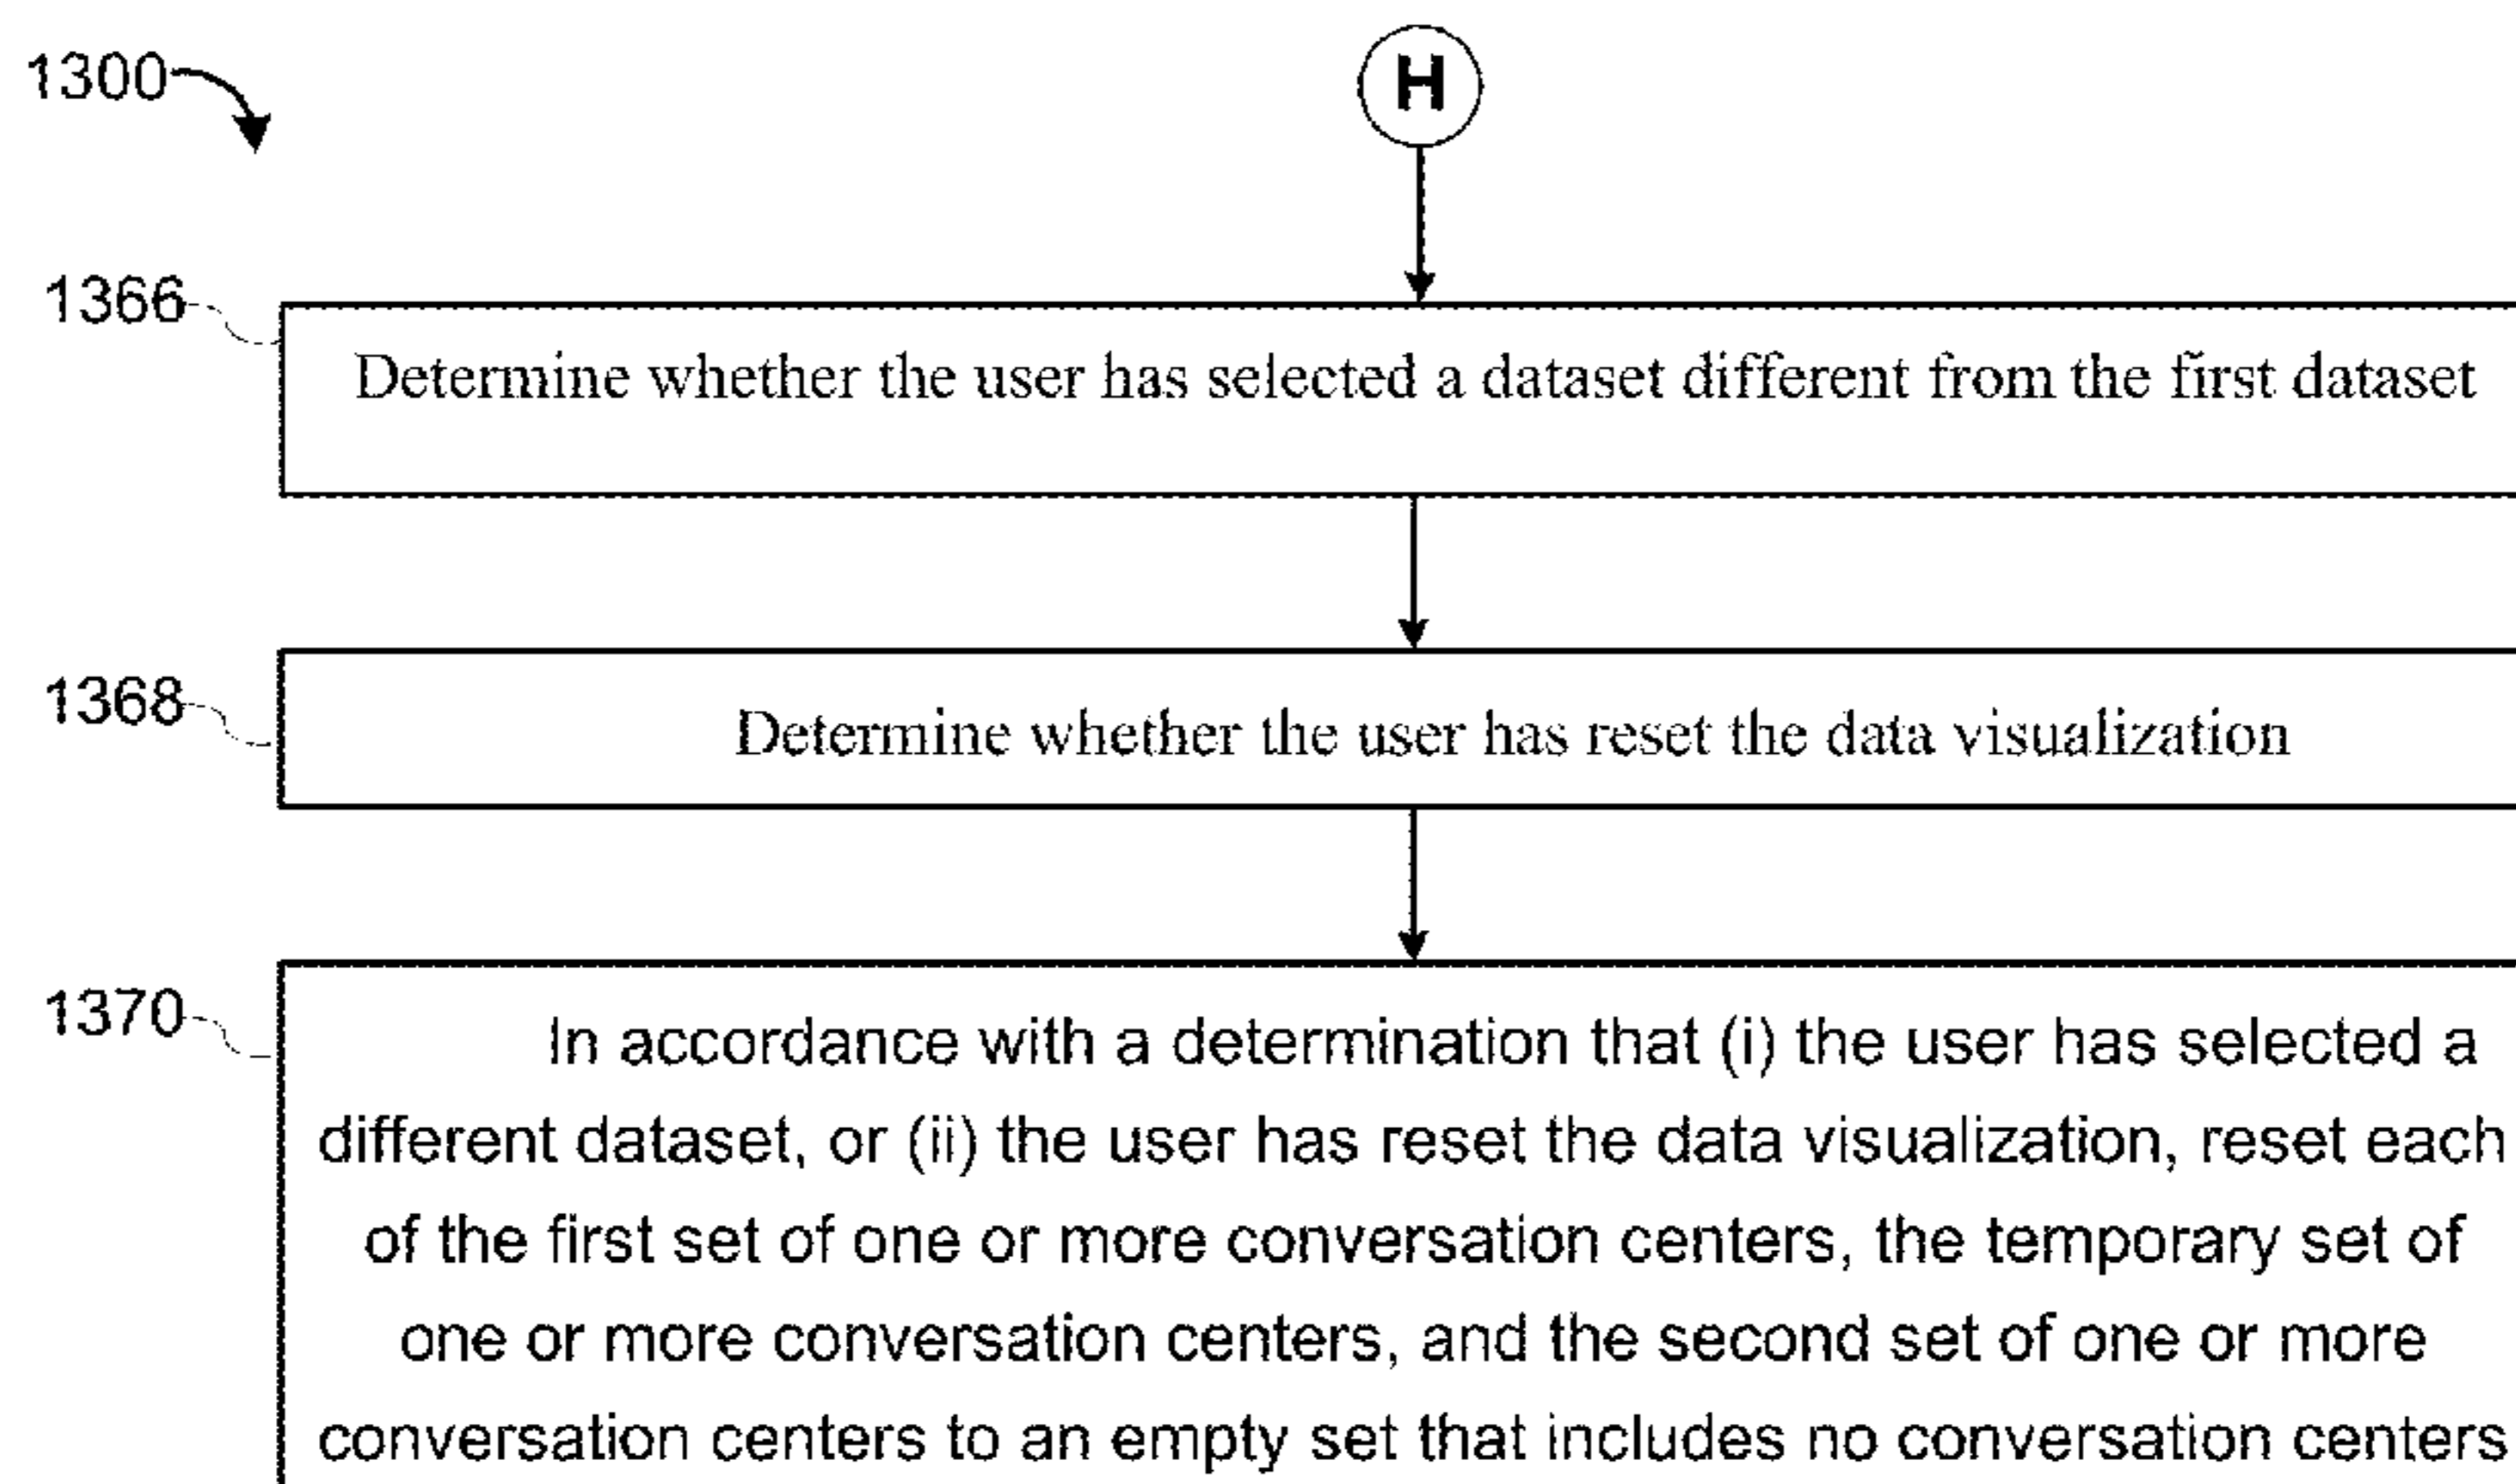 1300
H
1366
Determine whether the user has selected a dataset different from the first dataset
1368
Determine whether the user has reset the data visualization
1370
In accordance with a determination that (i) the user has selected a
different dataset, or (ii) the user has reset the data visualization, reset each
of the first set of one or more conversation centers, the temporary set of
one or more conversation centers, and the second set of one or more
conversation centers to an empty set that includes no conversation centers